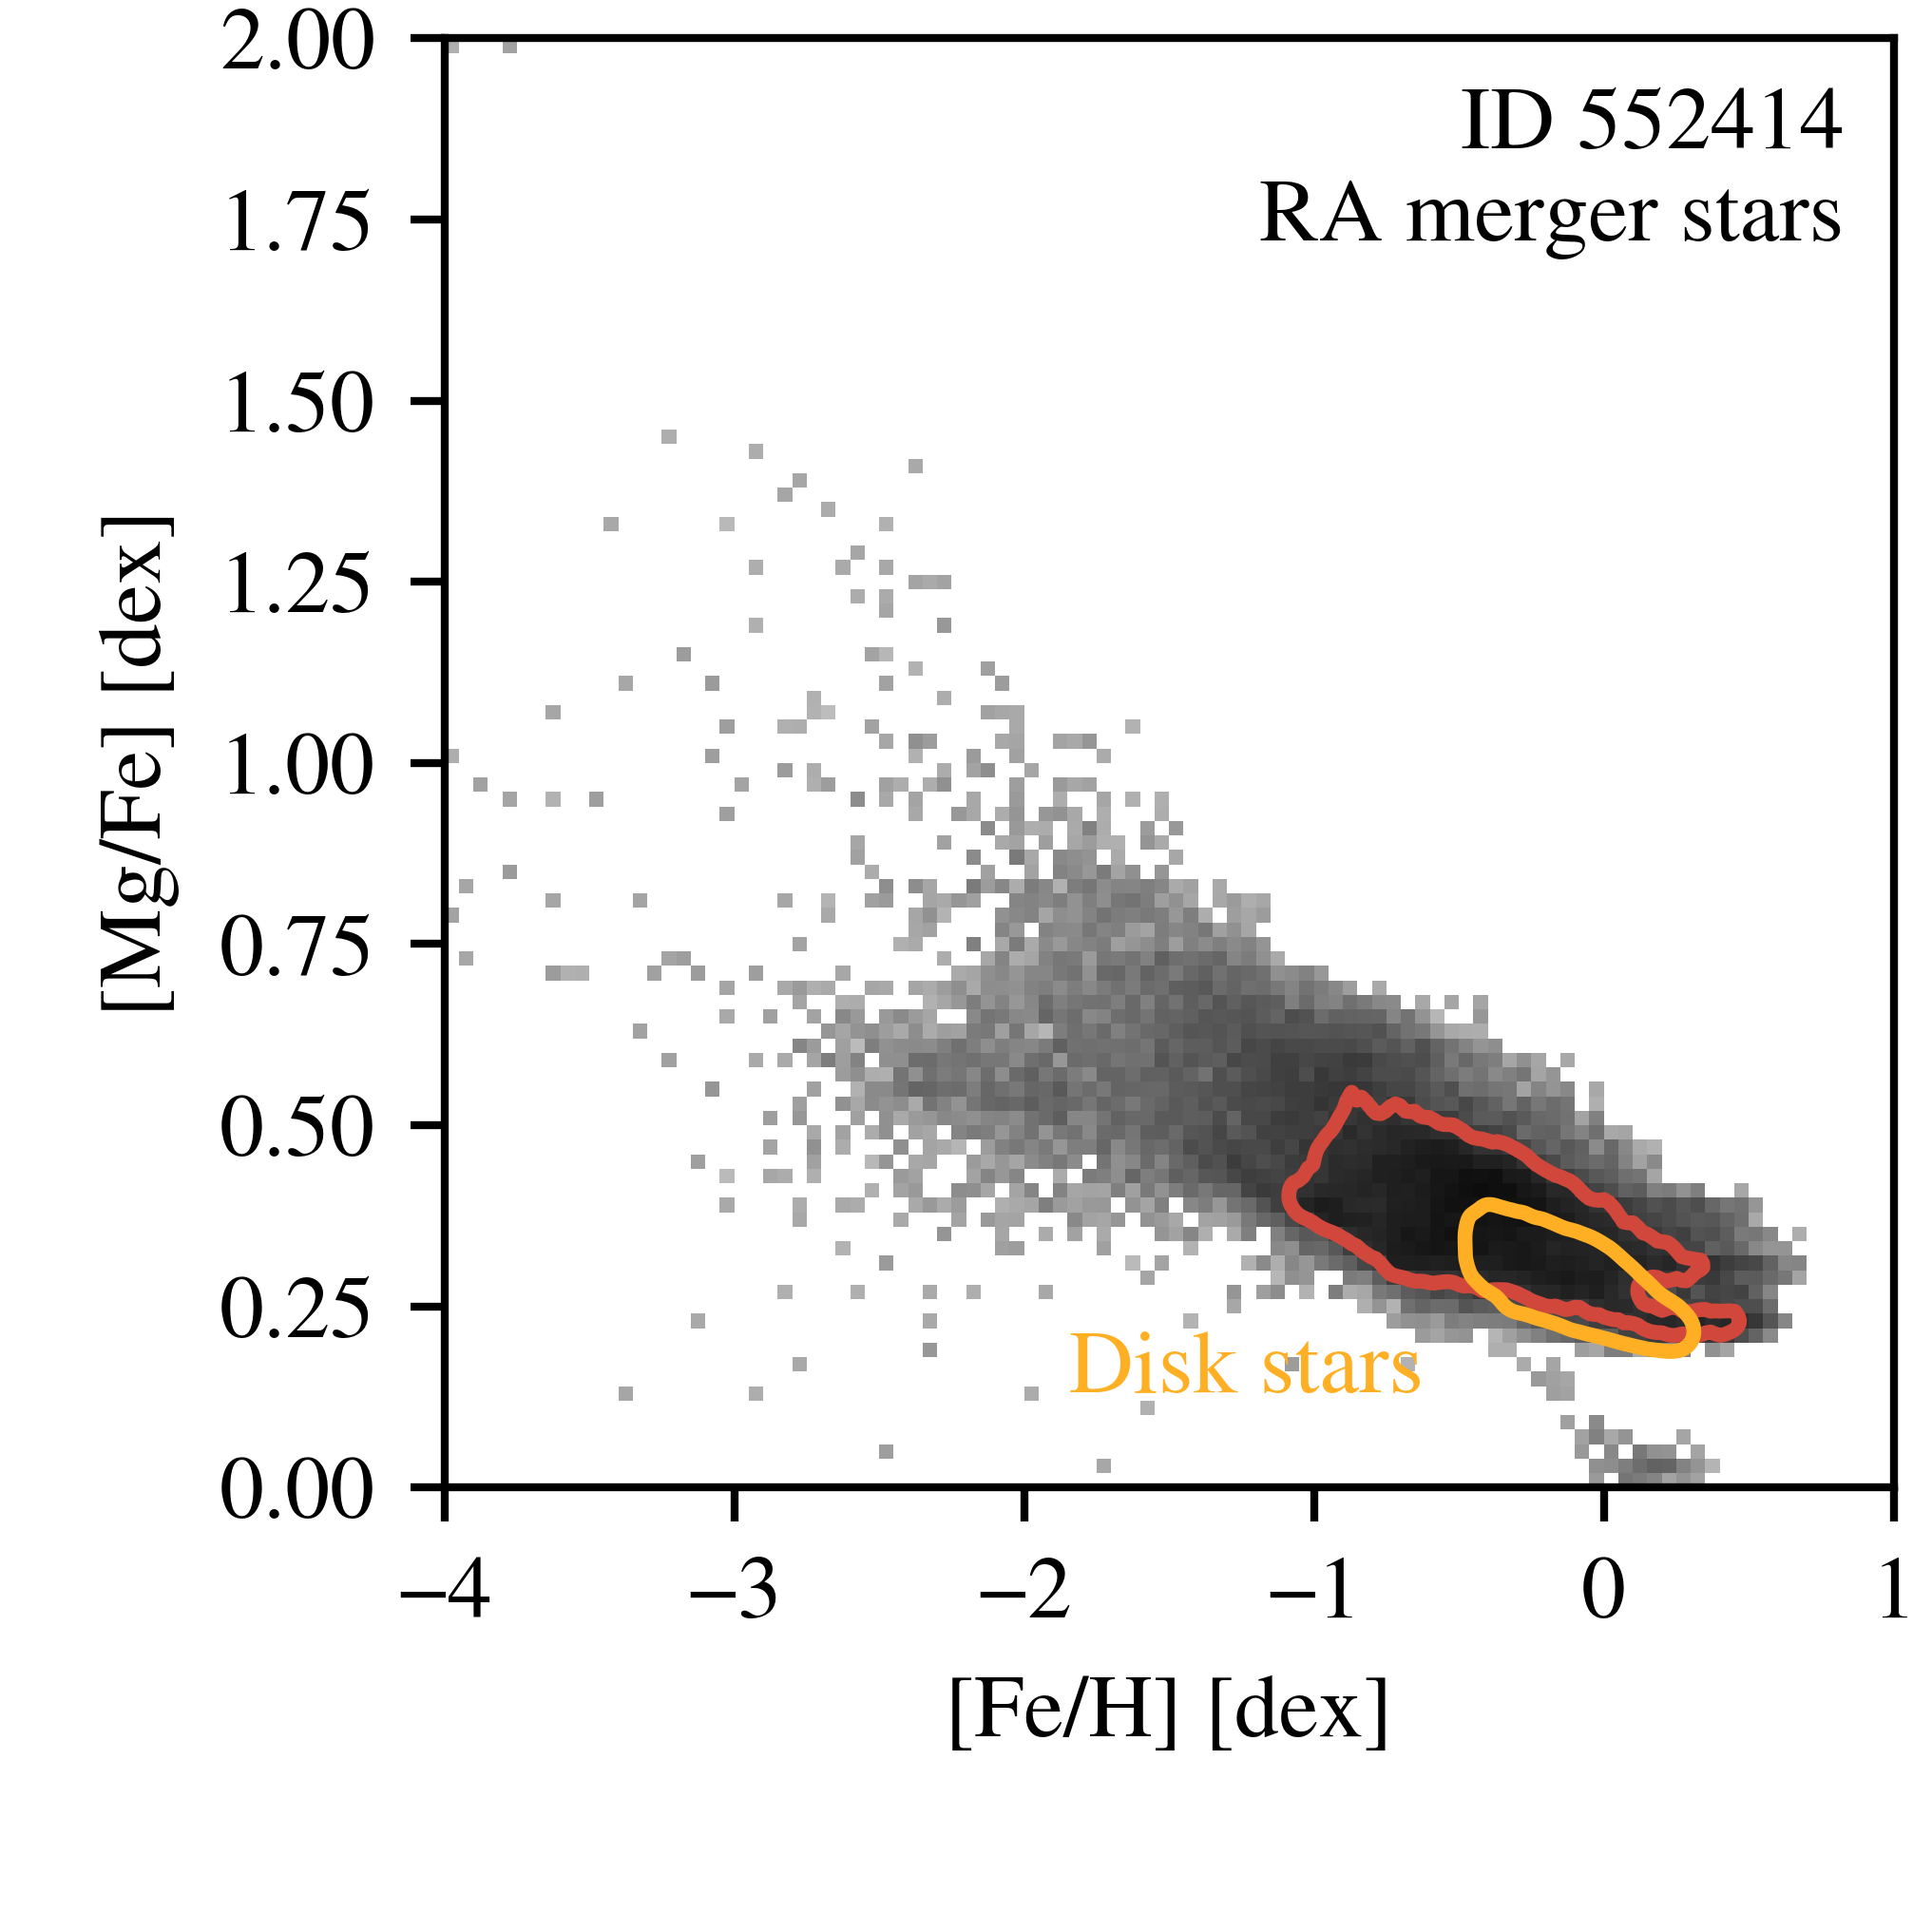 2.00
ID 552414
RA merger stars
1.75
1.50
1.25
1.00
0.75
0.50
0.25
0.00
[Mg/Fe] [dex]
Disk stars
−4 −3 −2 −1 0 1
[Fe/H] [dex]